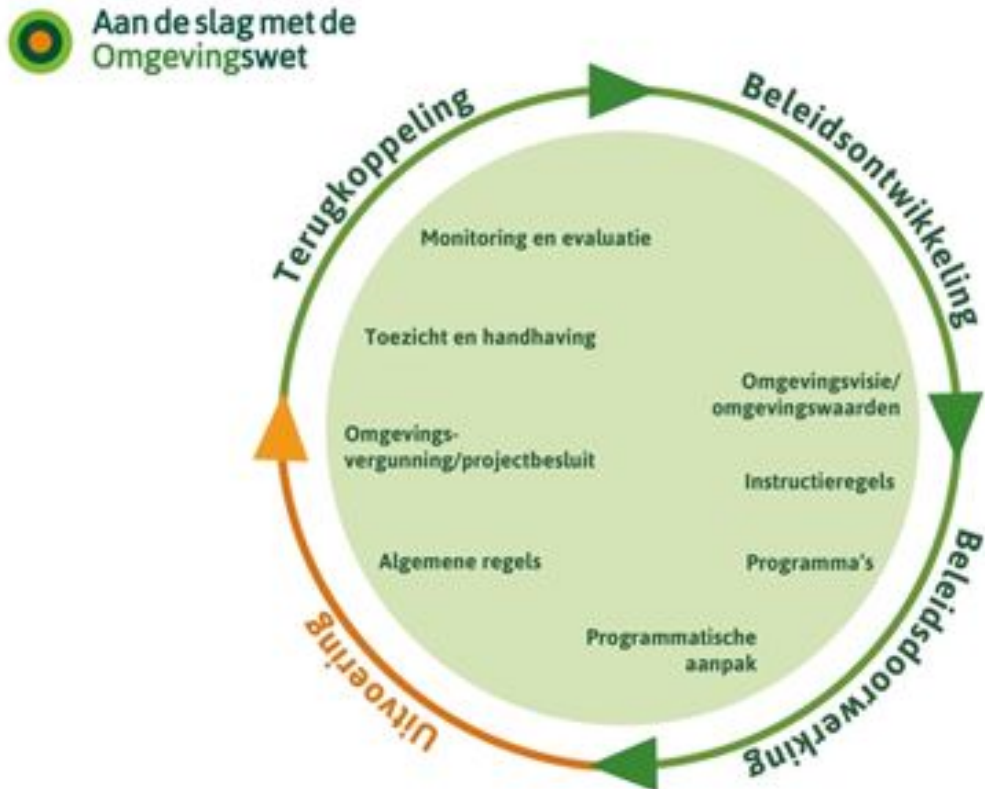 Aan de slag met de
Omgevingswet
Terugkoppeling
Beleidsontwikkeling
Monitoring en evaluatie
Toezicht en handhaving
Omgevingsvisie/
omgevingswaarden
Omgevings-
vergunning/projectbesluit
Instructieregels
Algemene regels
Programma's
Programmatische
aanpak
Beleidsdoorwerking
Uitvoering